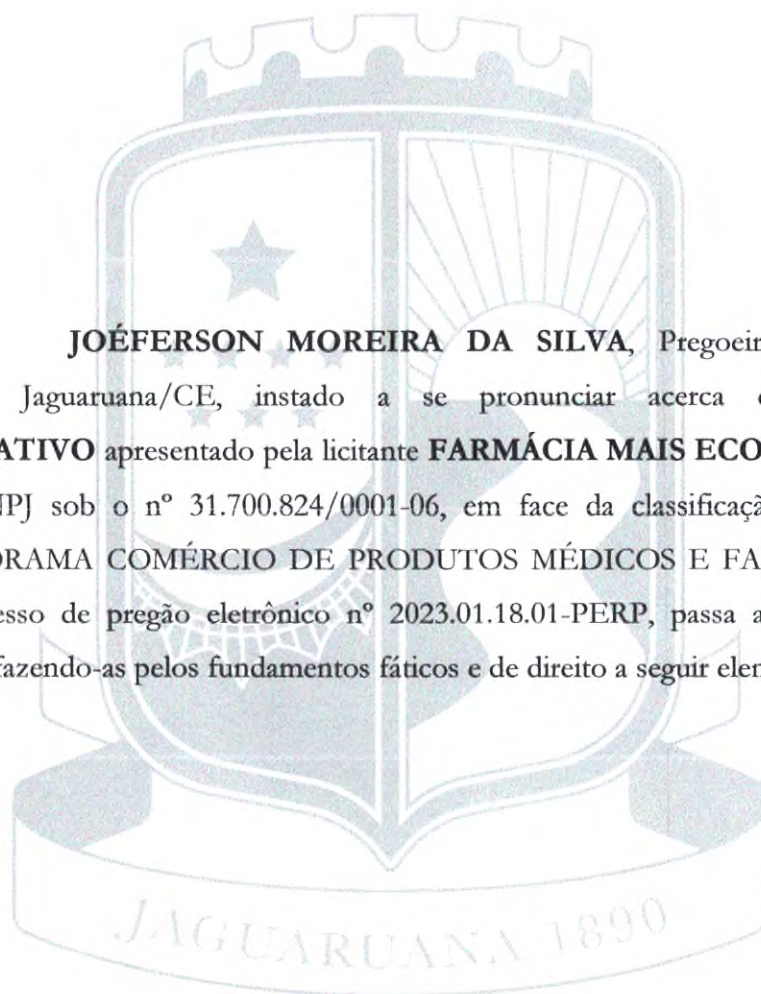 JOÉFERSON MOREIRA DA SILVA, Pregoeir
Jaguaruana/CE, instado a se pronunciar acerca
ATIVO apresentado pela licitante FARMÁCIA MAIS ECO
NPJ sob o nº 31.700.824/0001-06, em face da classificaçã
ORAMA COMÉRCIO DE PRODUTOS MÉDICOS E FA
esso de pregão eletrônico nº 2023.01.18.01-PERP, passa a
fazendo-as pelos fundamentos fáticos e de direito a seguir elen
JAGUARUANA 1890